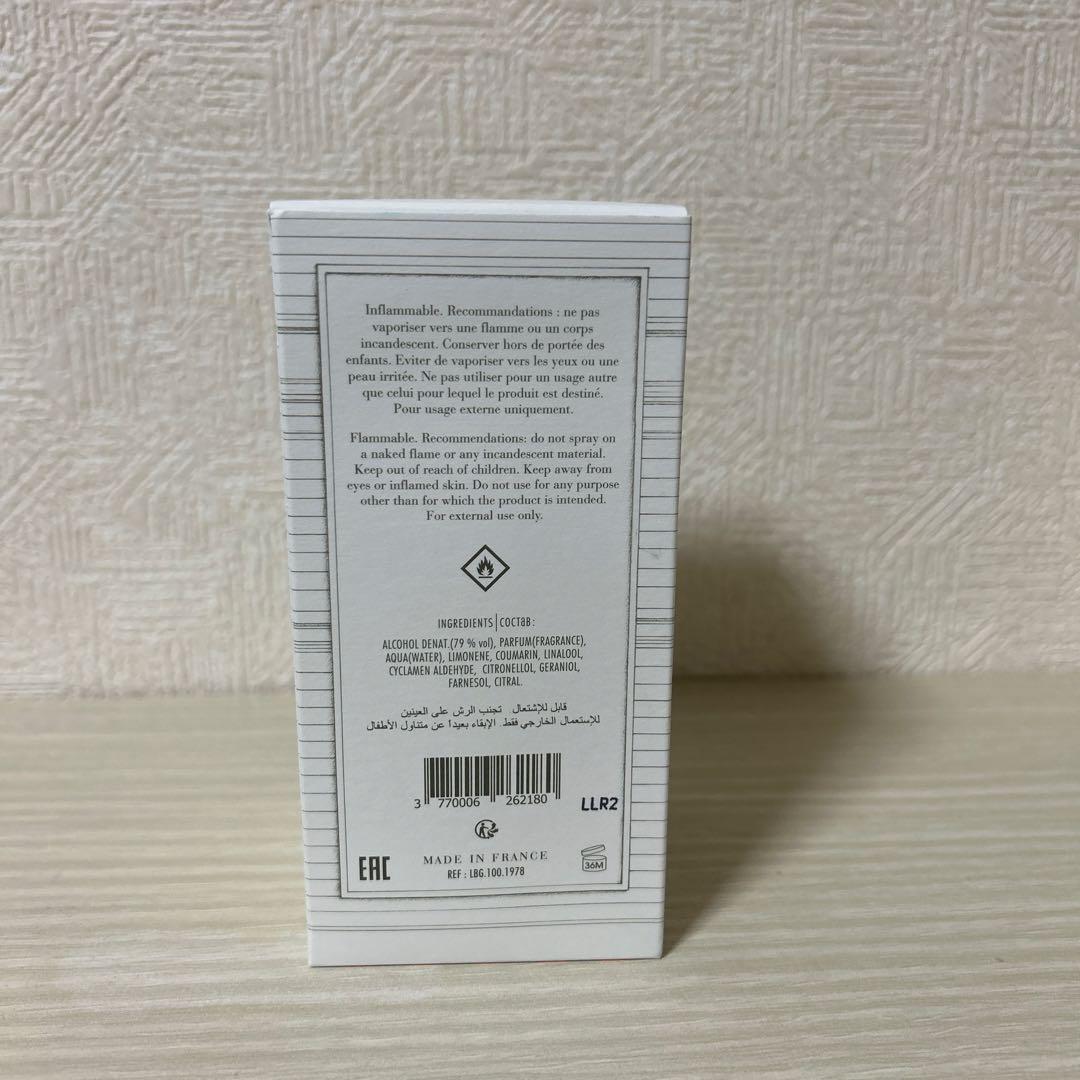 Inflammable. Recommandations : ne pas
vaporiser vers une flamme ou un corps
incandescent. Conserver hors de portée des
enfants. Eviter de vaporiser vers les yeux ou une
peau irritée. Ne pas utiliser pour un usage autre
que celui pour lequel le produit est destiné.
Pour usage externe uniquement.
Flammable. Recommendations: do not spray on
a naked flame or any incandescent material.
Keep out of reach of children. Keep away from
eyes or inflamed skin. Do not use for any purpose
other than for which the product is intended.
For external use only.
INGREDIENTS | COCTaB:
ALCOHOL DENAT.(79 % vol), PARFUM(FRAGRANCE),
AQUA(WATER), LIMONENE, COUMARIN, LINALOOL,
CYCLAMEN ALDEHYDE, CITRONELLOL, GERANIOL,
FARNESOL, CITRAL.
قابل للإشتعال. تجنب الرش على العينين
للإستعمال الخارجي فقط. الإبقاء بعيداً عن متناول الأطفال
3 770006 262180
LLR2
EAC
MADE IN FRANCE
REF : LBG.100.1978
36M